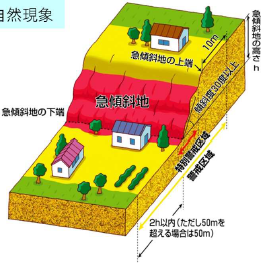 自然現象
急傾斜地の高さh
10m
急傾斜地の上端
急傾斜地
傾斜度30度以上
急傾斜地の下端
特別警戒区域
警戒区域
2h以内(ただし50mを
超える場合は50m)